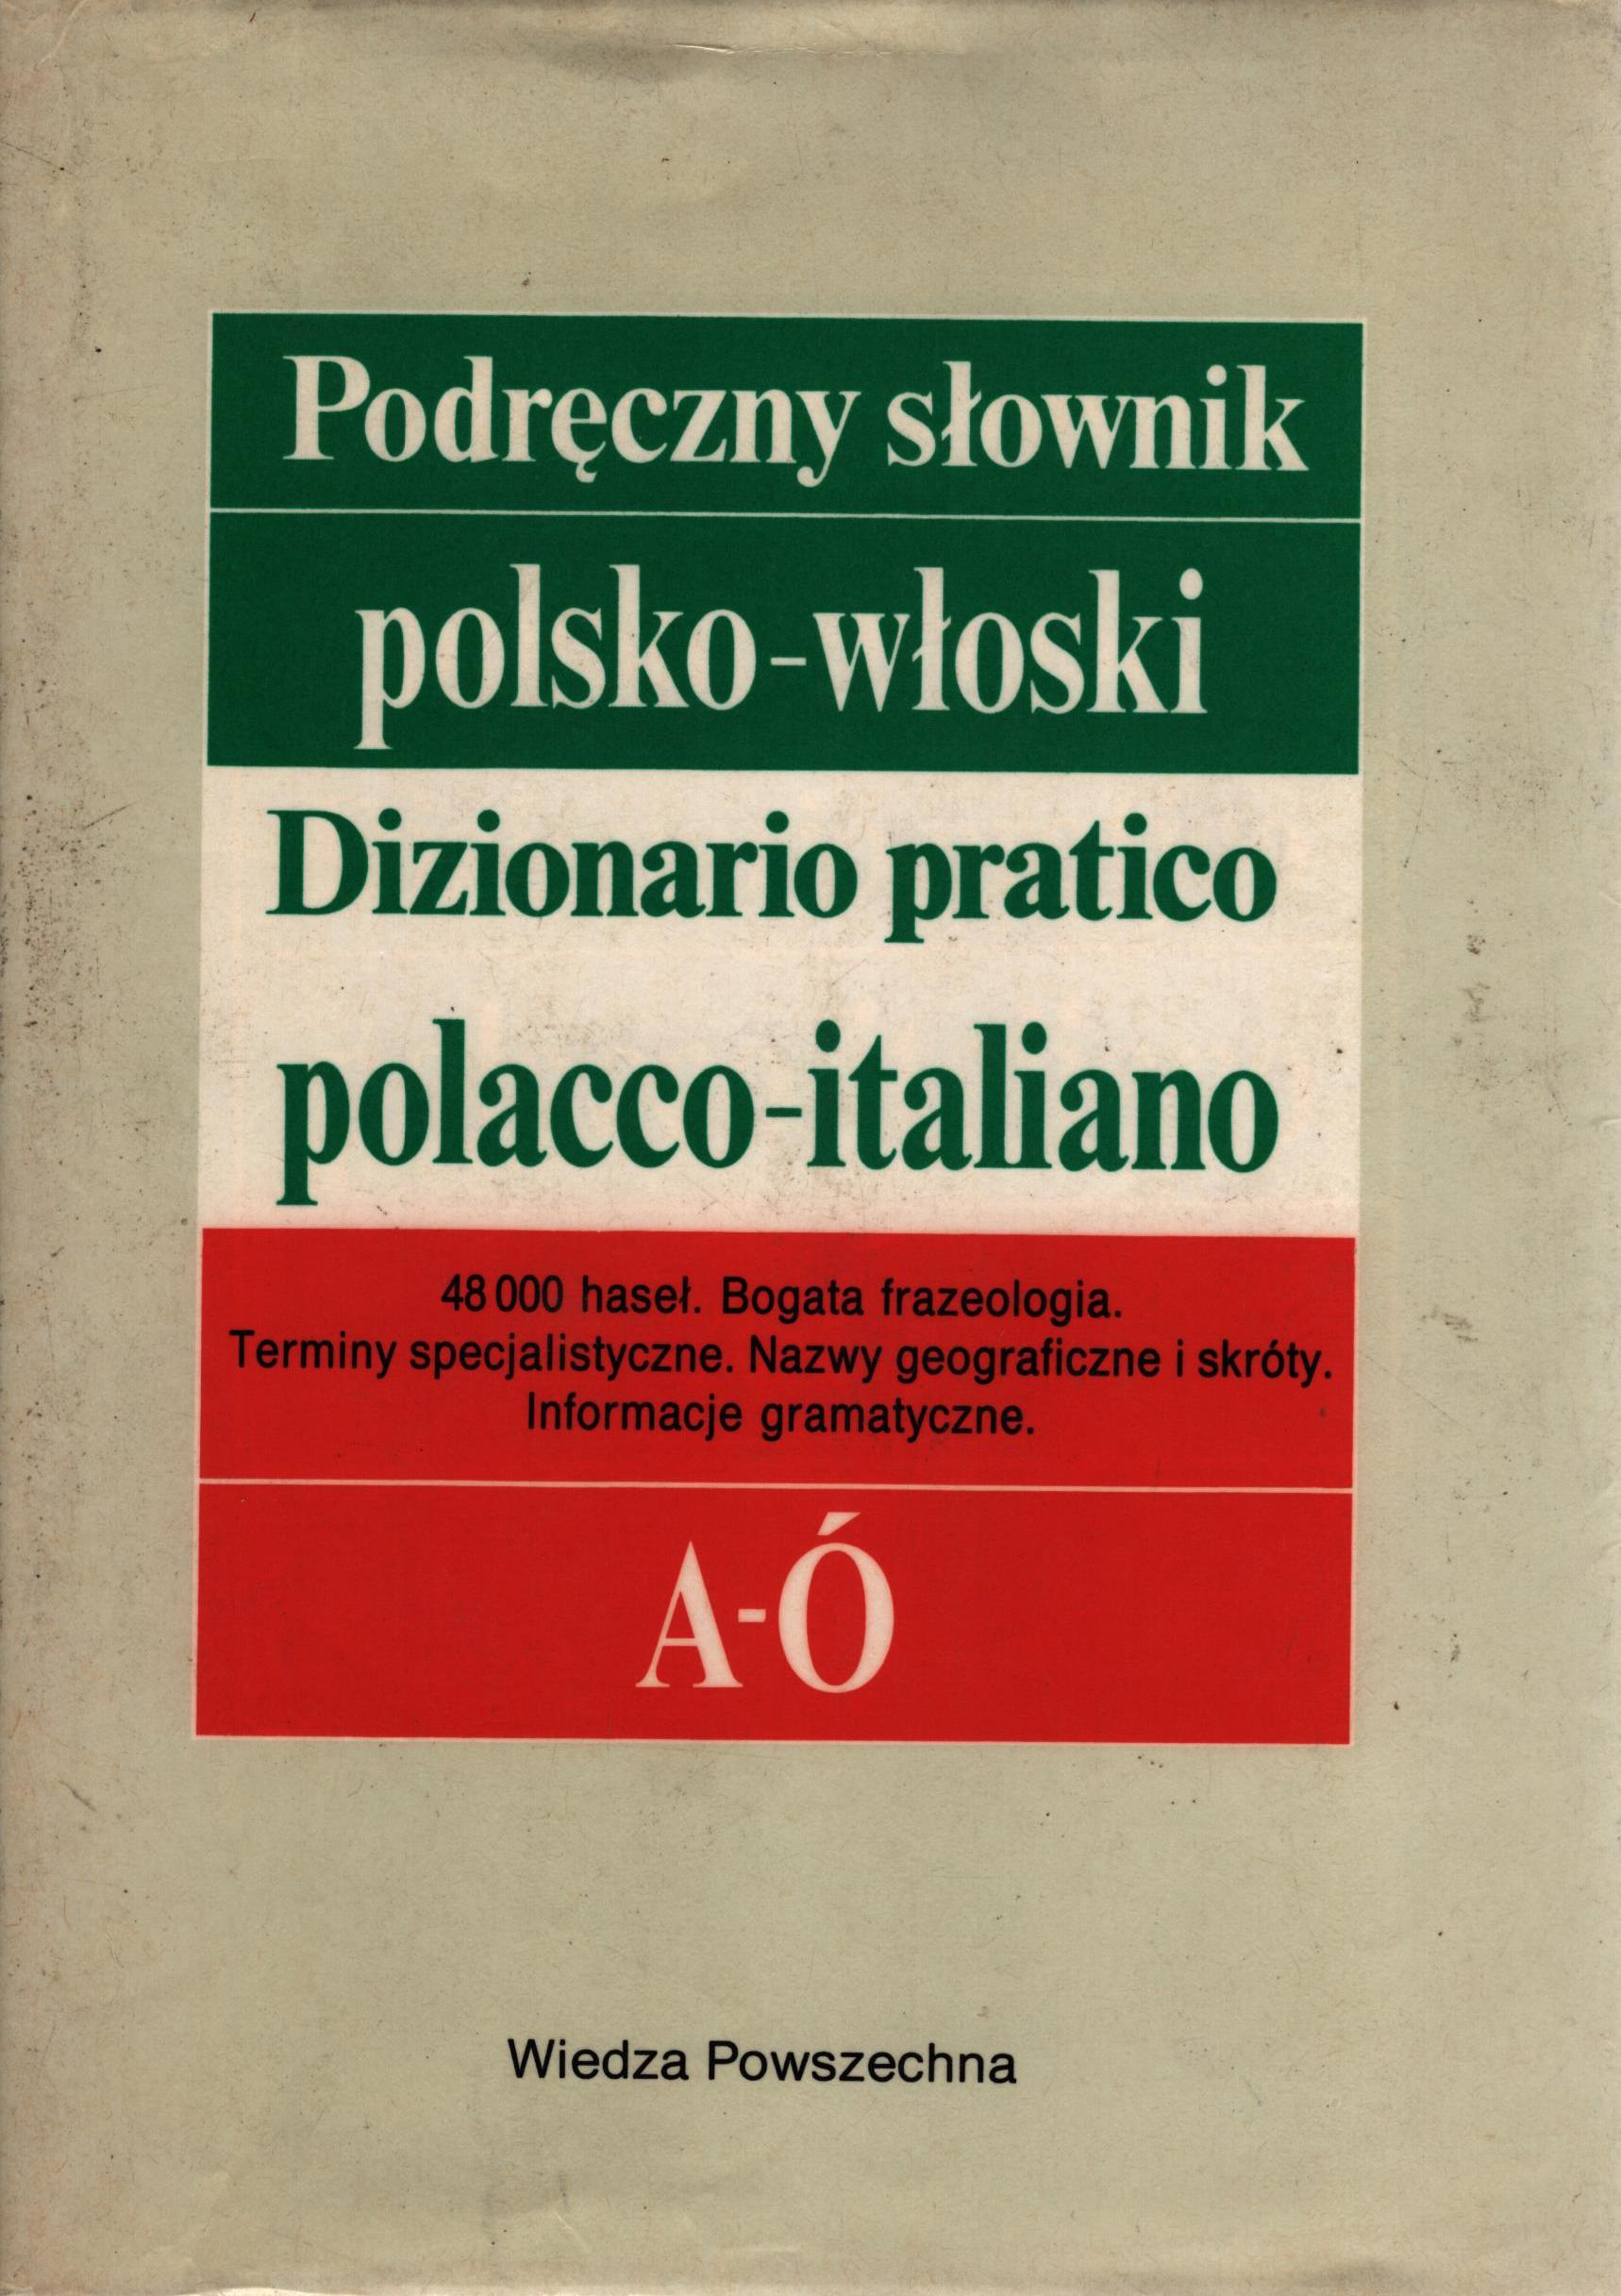 Podręczny słownik
polsko-włoski
Dizionario pratico
polacco-italiano
48 000 haseł. Bogata frazeologia.
Terminy specjalistyczne. Nazwy geograficzne i skróty.
Informacje gramatyczne.
A-Ó
Wiedza Powszechna